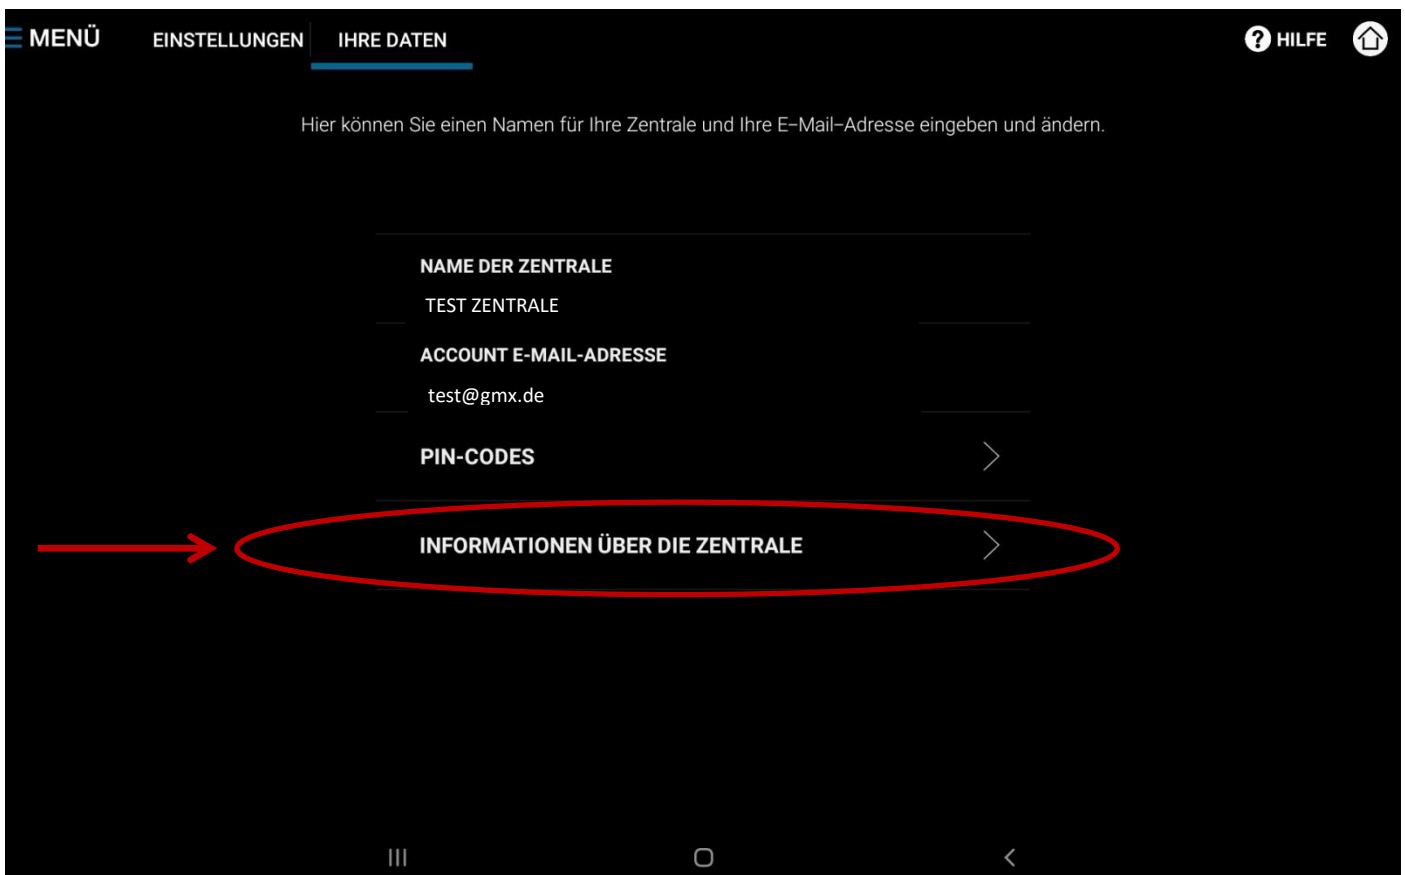 MENÜ EINSTELLUNGEN IHRE DATEN ? HILFE
Hier können Sie einen Namen für Ihre Zentrale und Ihre E-Mail-Adresse eingeben und ändern.
NAME DER ZENTRALE
TEST ZENTRALE
ACCOUNT E-MAIL-ADRESSE
test@gmx.de
PIN-CODES
INFORMATIONEN ÜBER DIE ZENTRALE